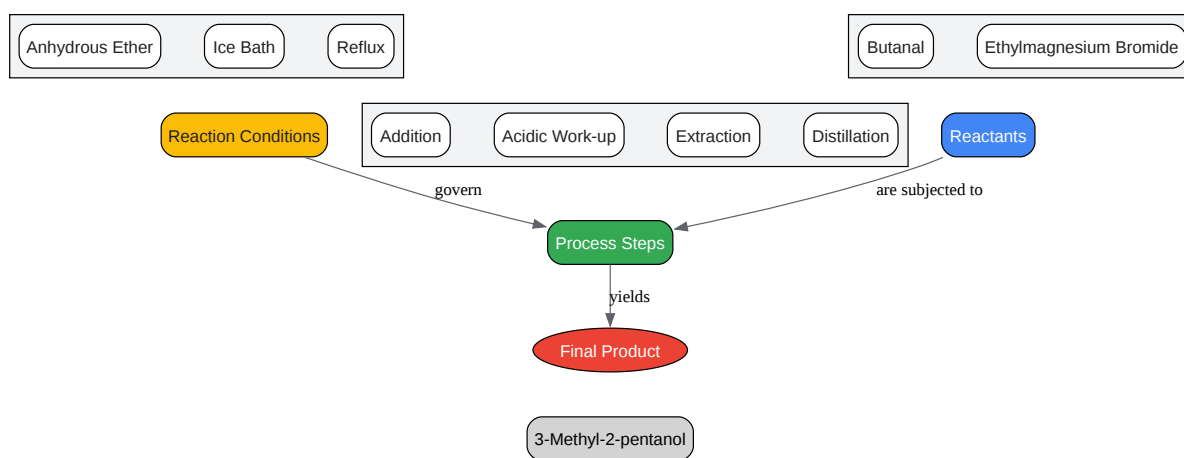 Anhydrous Ether
Ice Bath
Reflux
Butanal
Ethylmagnesium Bromide
Reaction Conditions
Addition
Acidic Work-up
Extraction
Distillation
Reactants
govern
are subjected to
Process Steps
yields
Final Product
3-Methyl-2-pentanol